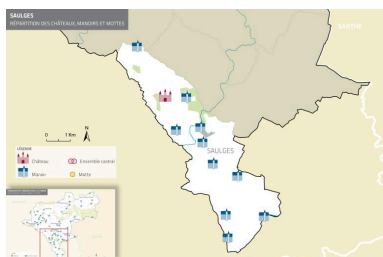 SAULGES
RÉPARTITION DES CHÂTEAUX, MANOIRS ET MOTTES
SARTHE
0 1 Km N
LÉGENDE
Château
Ensemble castral
Manoir
Motte
SAULGES